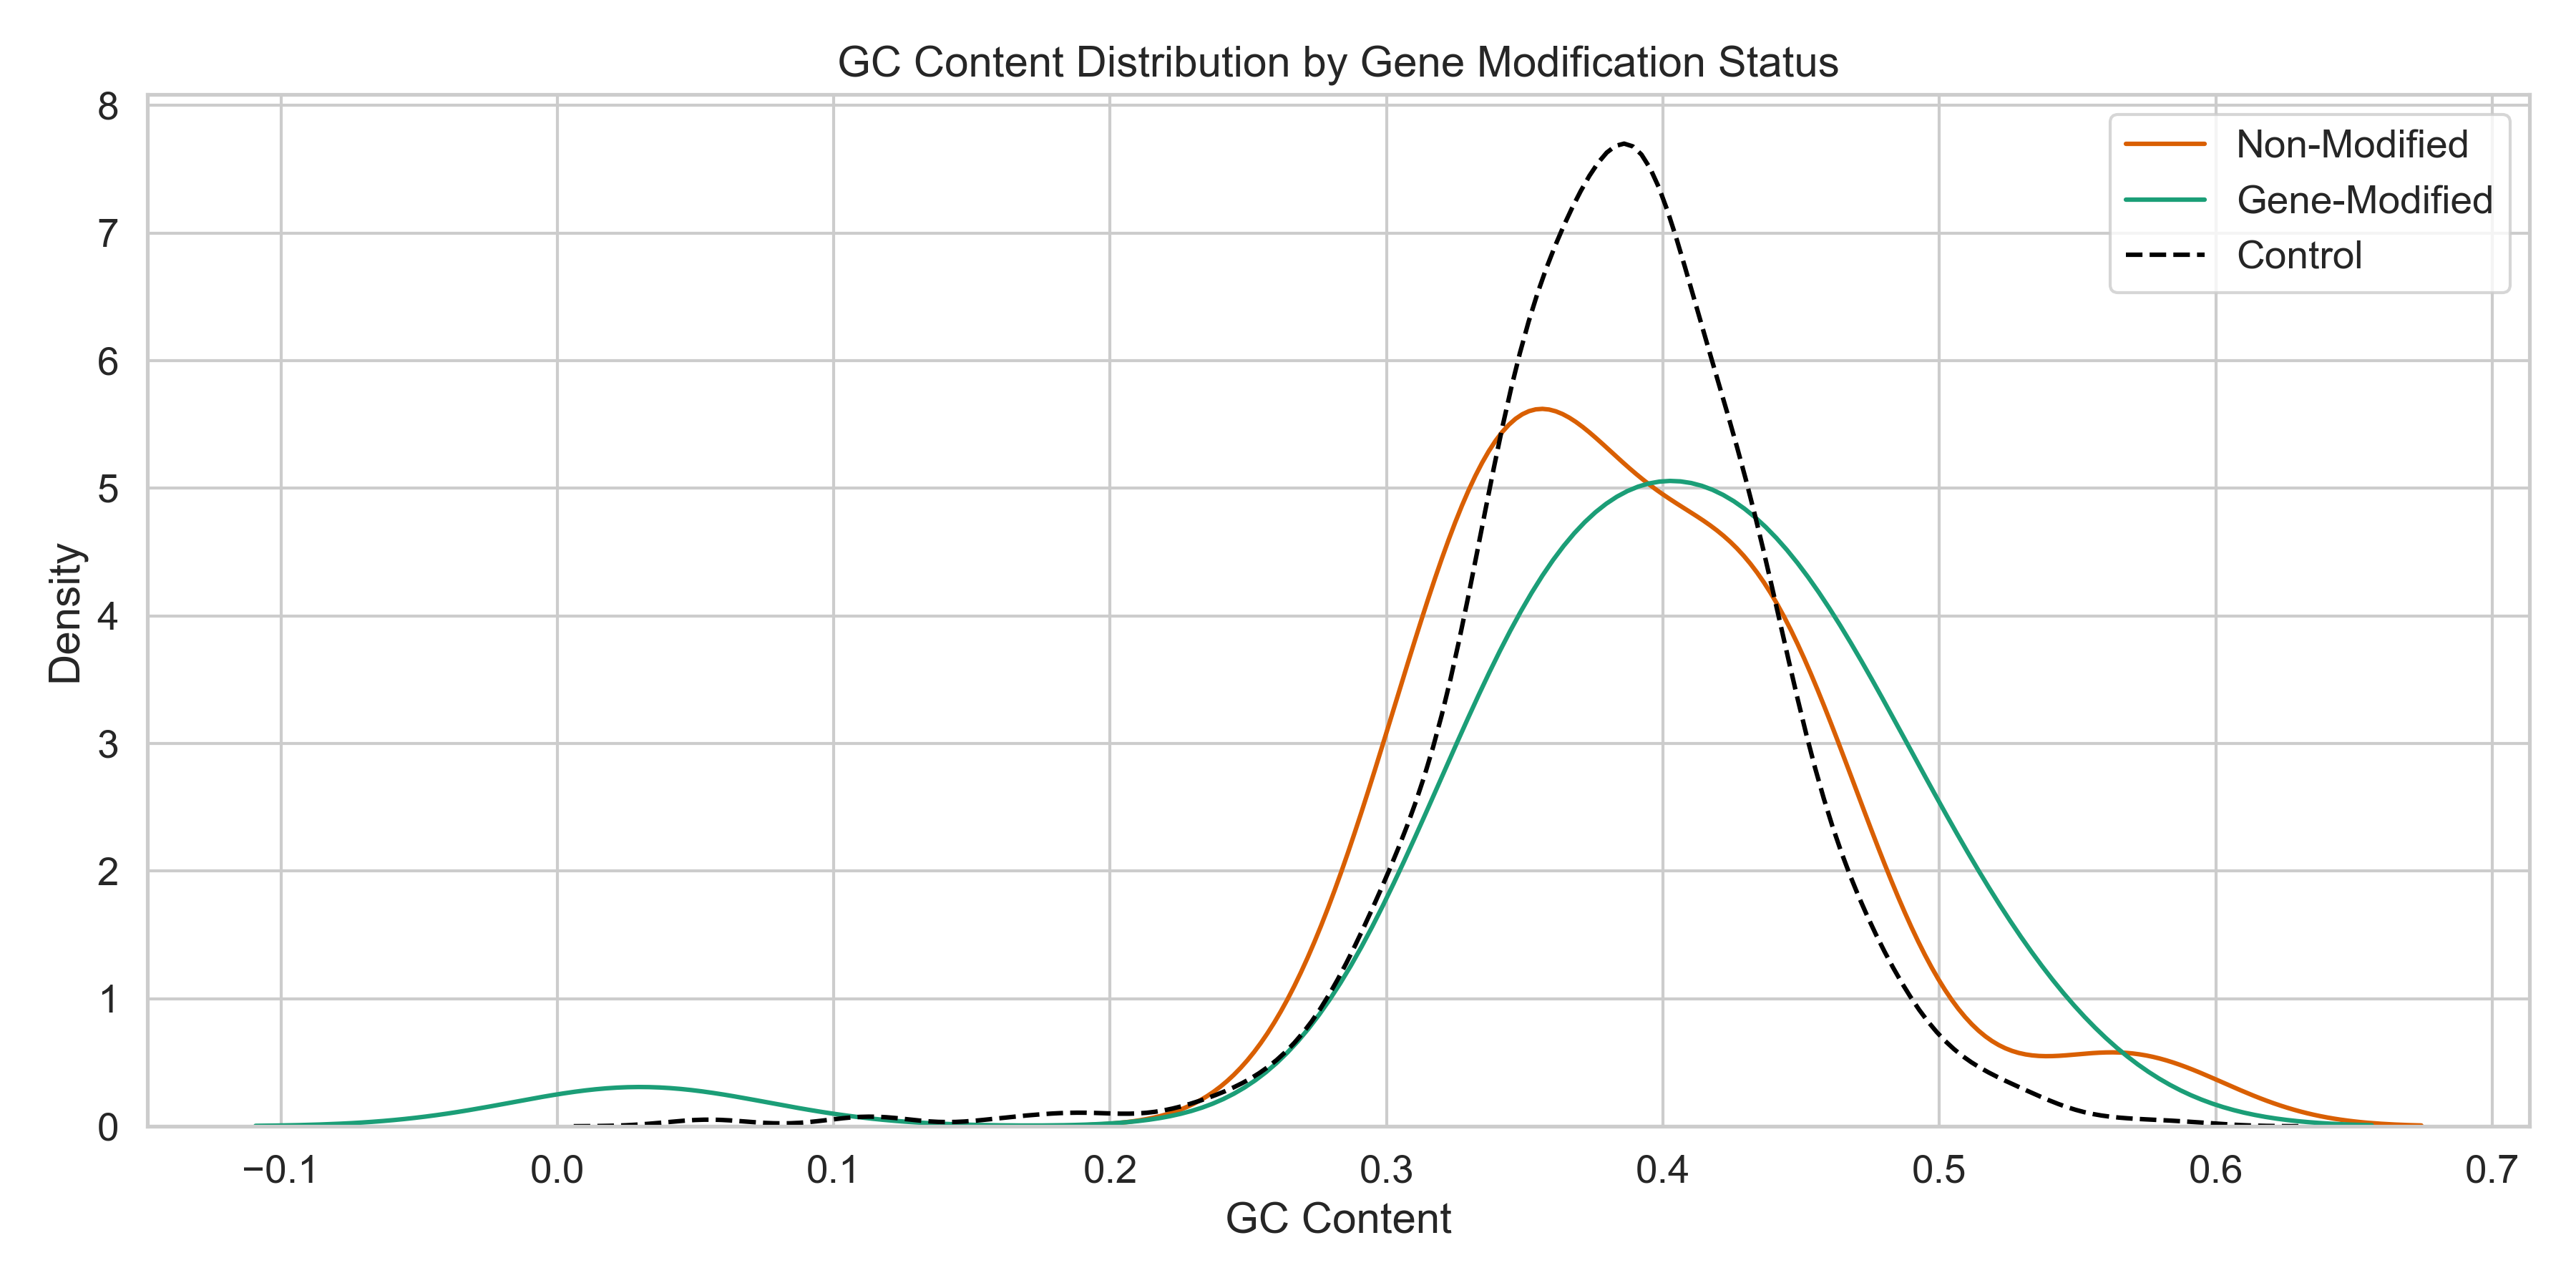 GC Content Distribution by Gene Modification Status
8
7
6
5
4
3
2
1
0
Density
Non-Modified
Gene-Modified
Control
−0.1 0.0 0.1 0.2 0.3 0.4 0.5 0.6 0.7
GC Content